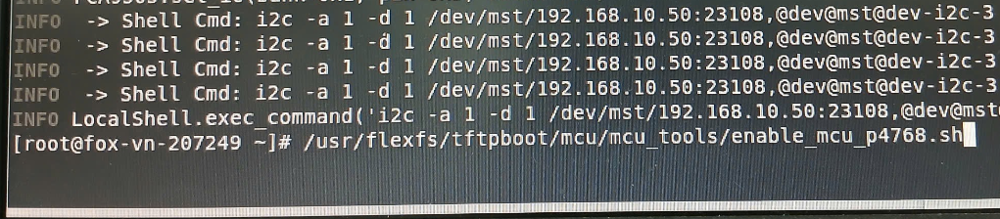 INFO -> Shell Cmd: i2c -a 1 -d 1 /dev/mst/192.168.10.50:23108,@dev@mst@dev-i2c-3
INFO -> Shell Cmd: i2c -a 1 -d 1 /dev/mst/192.168.10.50:23108,@dev@mst@dev-i2c-3
INFO -> Shell Cmd: i2c -a 1 -d 1 /dev/mst/192.168.10.50:23108,@dev@mst@dev-i2c-3
INFO -> Shell Cmd: i2c -a 1 -d 1 /dev/mst/192.168.10.50:23108,@dev@mst@dev-i2c-3
INFO LocalShell.exec_command('i2c -a 1 -d 1 /dev/mst/192.168.10.50:23108,@dev@mst
[root@fox-vn-207249 ~]# /usr/flexfs/tftpboot/mcu/mcu_tools/enable_mcu_p4768.sh